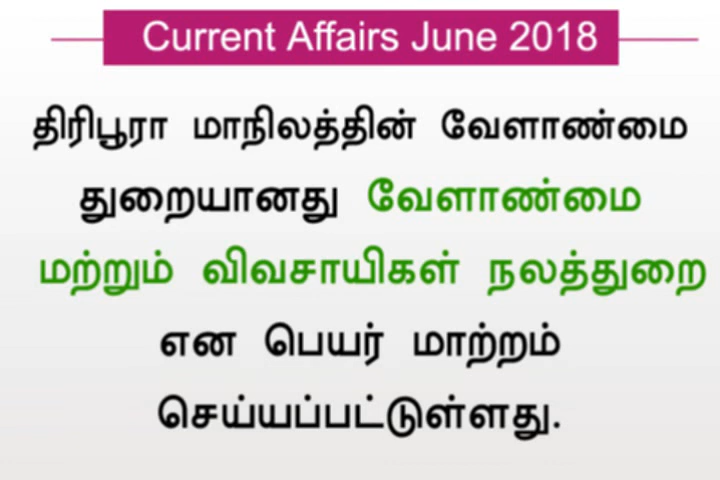 Current Affairs June 2018
திரிபூரா மாநிலத்தின் வேளாண்மை
துறையானது வேளாண்மை
மற்றும் விவசாயிகள் நலத்துறை
என பெயர் மாற்றம்
செய்யப்பட்டுள்ளது.